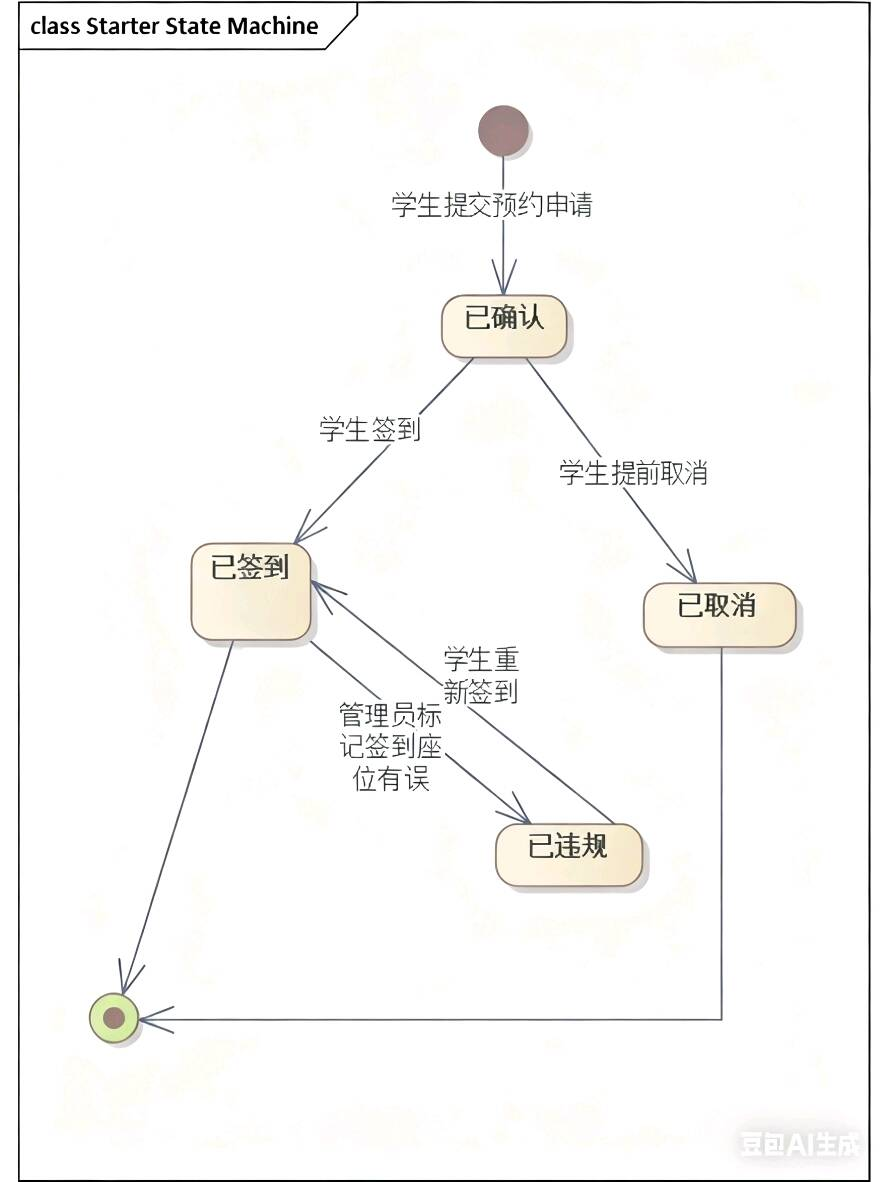 class Starter State Machine
学生提交预约申请
已确认
学生签到
学生提前取消
已签到
已取消
学生重
新签到
管理员标
记签到座
位有误
已违规
豆包AI生成